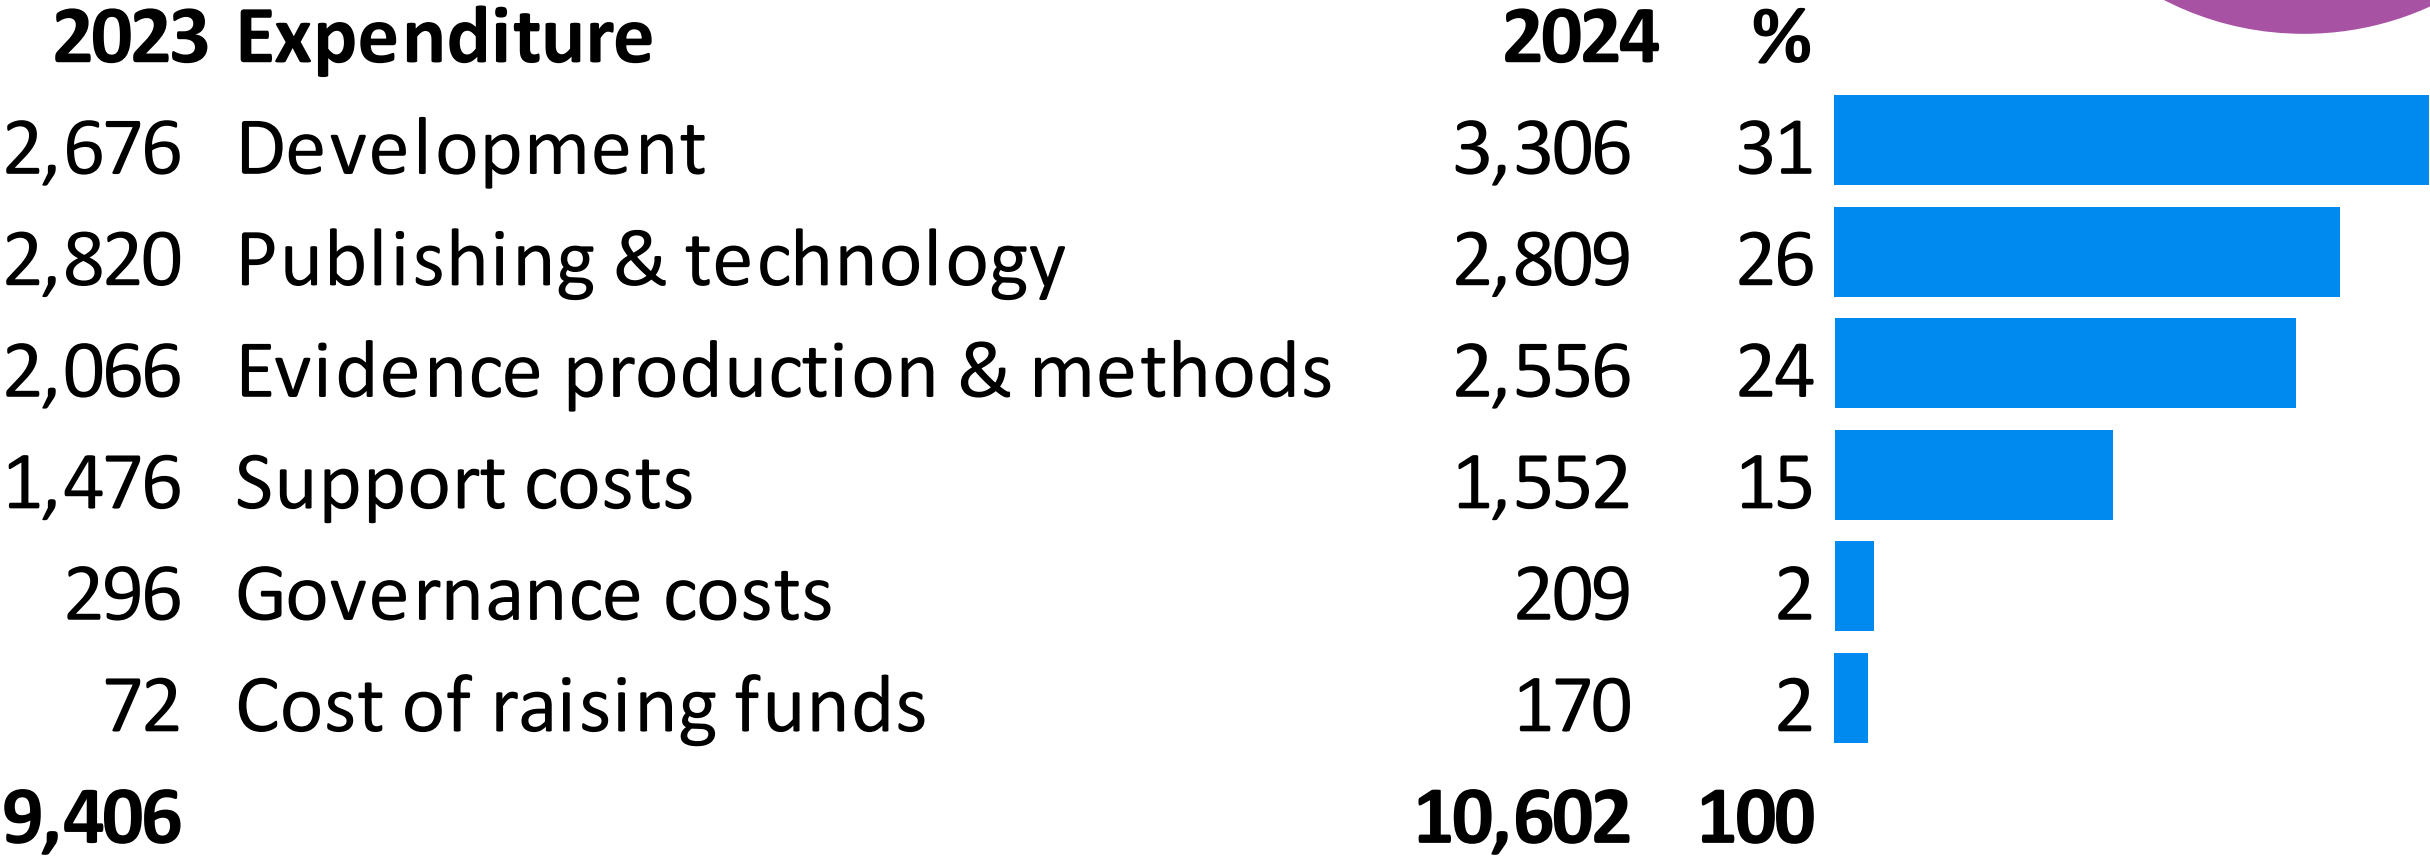 2023 Expenditure 2024 %
2,676 Development 3,306 31
2,820 Publishing & technology 2,809 26
2,066 Evidence production & methods 2,556 24
1,476 Support costs 1,552 15
296 Governance costs 209 2
72 Cost of raising funds 170 2
9,406 10,602 100